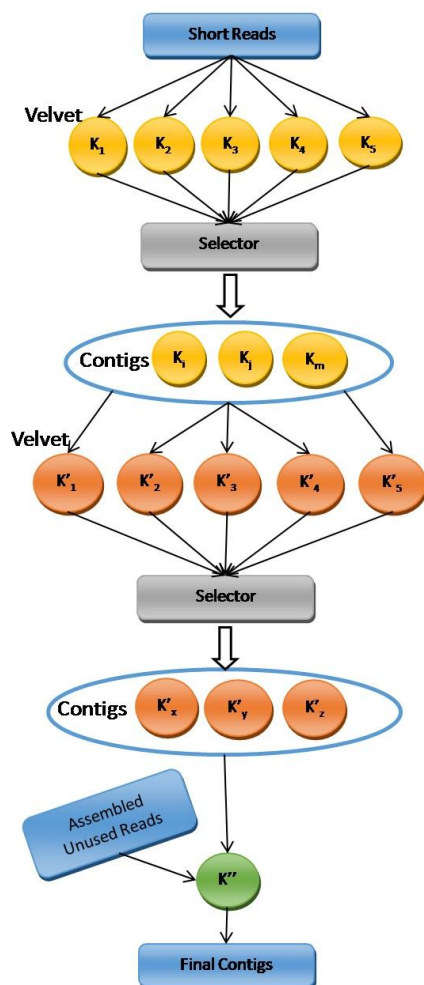 Short Reads
Velvet
K1 K2 K3 K4 K5
Selector
Contigs Ki Kj Km
Velvet
K'1 K'2 K'3 K'4 K'5
Selector
Contigs K'x K'y K'z
Assembled
Unused Reads
K''
Final Contigs